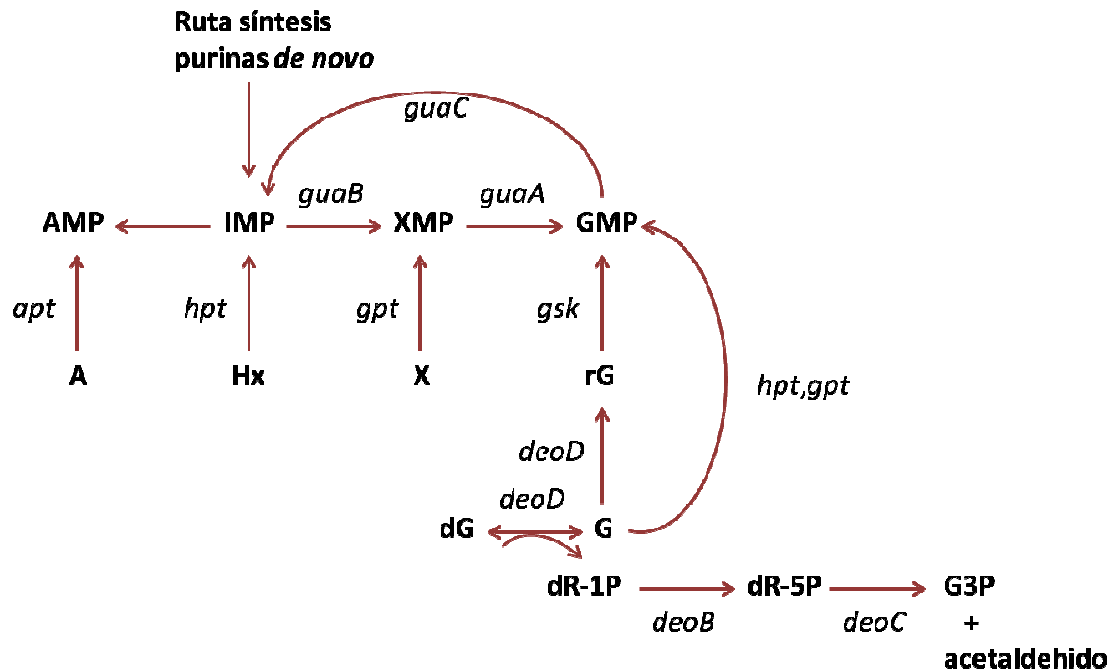 Ruta síntesis
purinas de novo
guaC
guaB
guaA
AMP
IMP
XMP
GMP
apt
hpt
gpt
gsk
A
Hx
X
rG
hpt,gpt
deoD
deoD
dG
G
dR-1P
dR-5P
G3P
deoB
deoC
+
acetaldehido